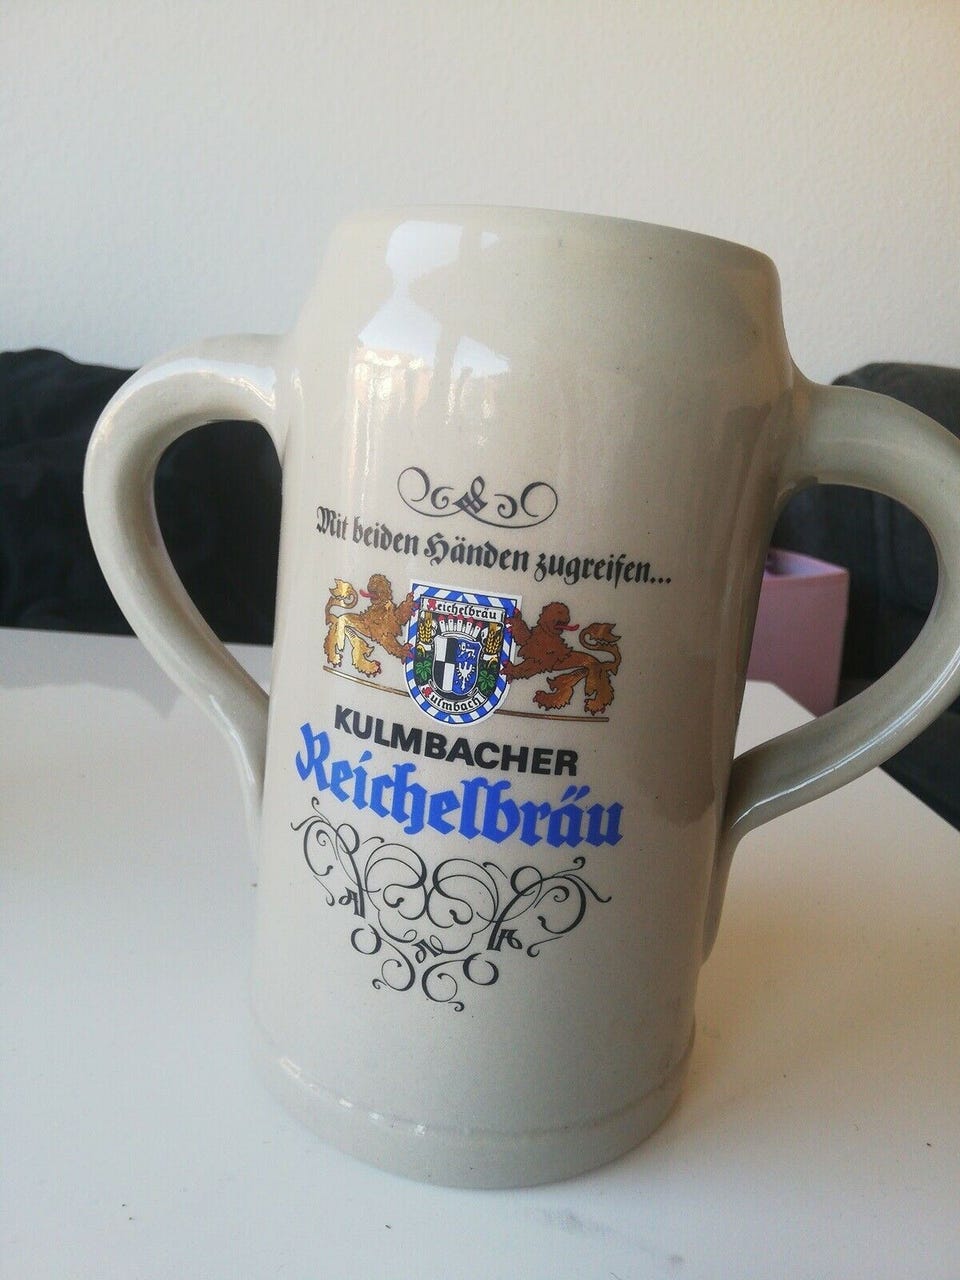 Mit beiden Händen zugreifen...
Reichelbräu
Kulmbach
KULMBACHER
Reichelbräu